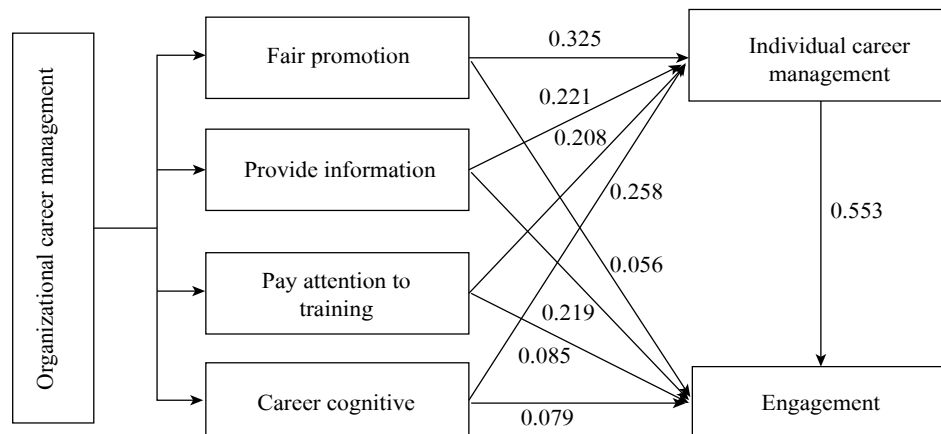 Organizational career management
Fair promotion
Provide information
Pay attention to
training
Career cognitive
0.325
0.221
0.208
0.258
0.056
0.219
0.085
0.079
Individual career
management
0.553
Engagement